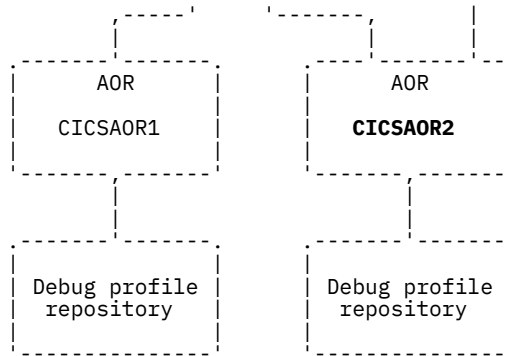 AOR AOR
CICSAOR1 CICSAOR2
Debug profile Debug profile
repository repository